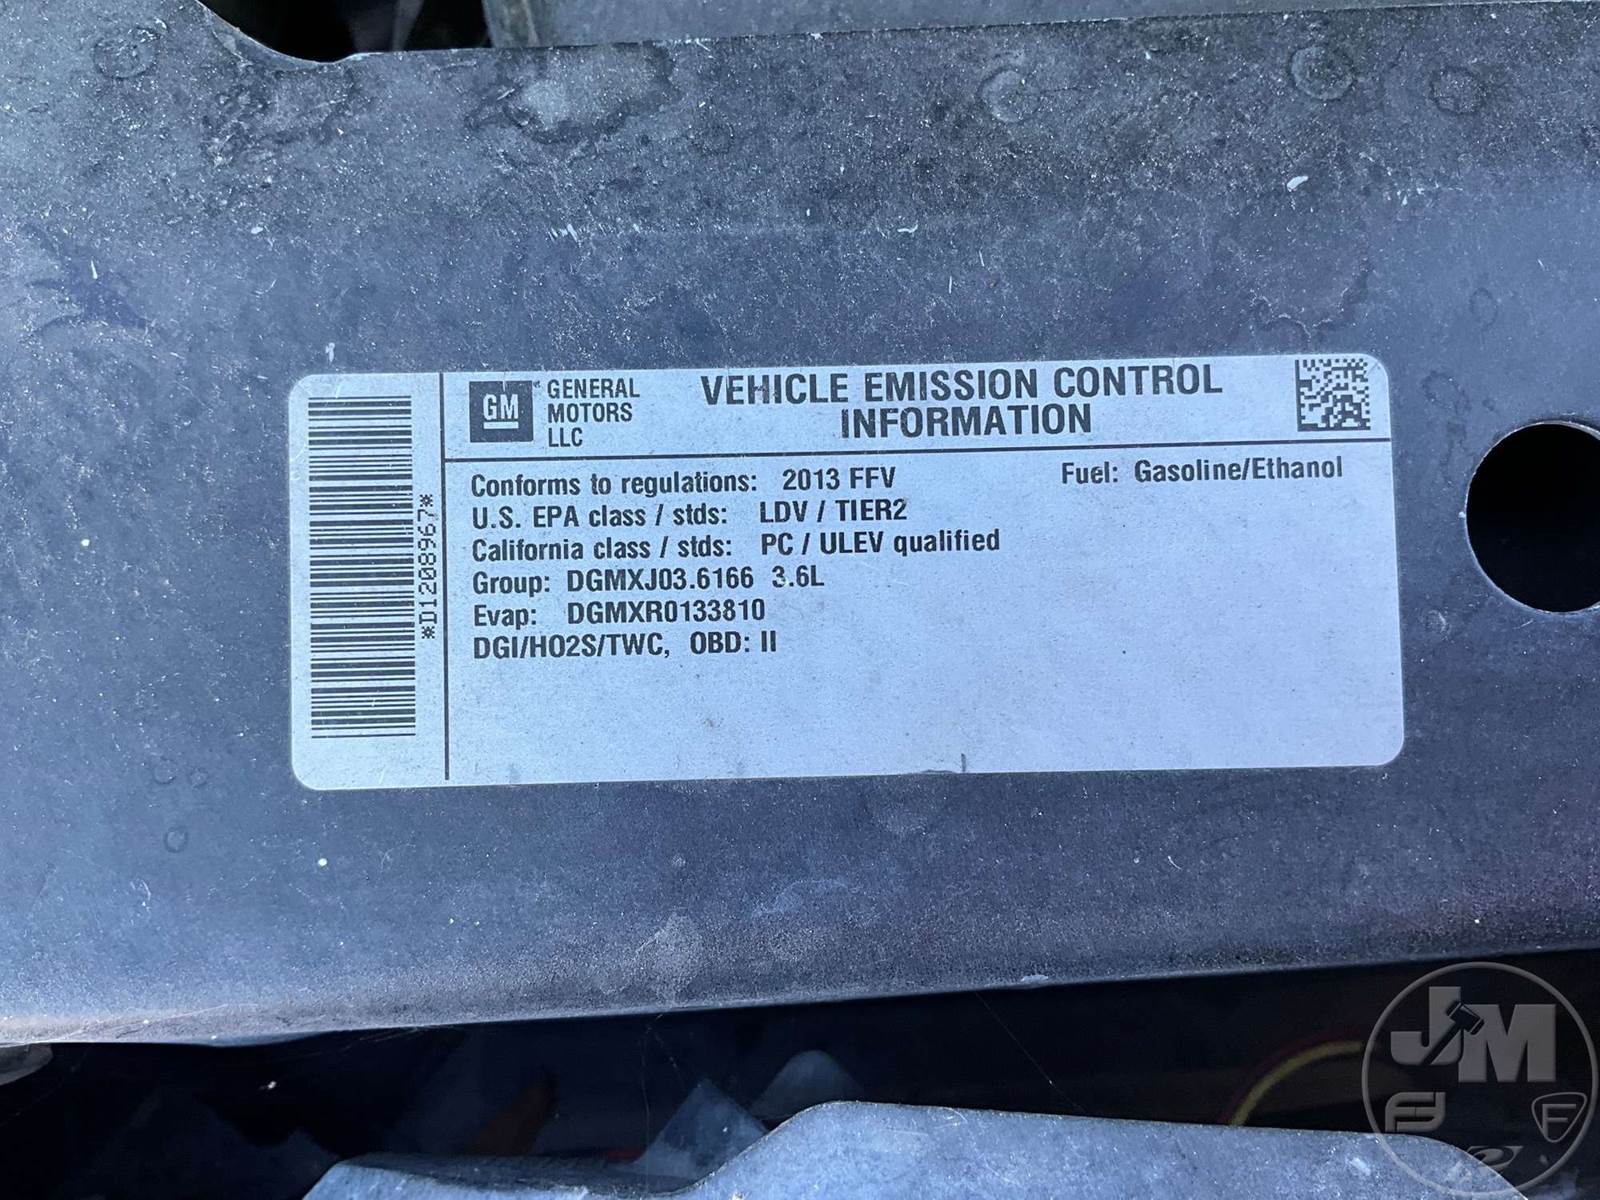 GM
GENERAL
MOTORS
LLC
VEHICLE EMISSION CONTROL
INFORMATION
*D1208967*
Conforms to regulations: 2013 FFV
Fuel: Gasoline/Ethanol
U.S. EPA class / stds: LDV / TIER2
California class / stds: PC / ULEV qualified
Group: DGMXJ03.6166 3.6L
Evap: DGMXR0133810
DGI/HO2S/TWC, OBD: II
JM
F